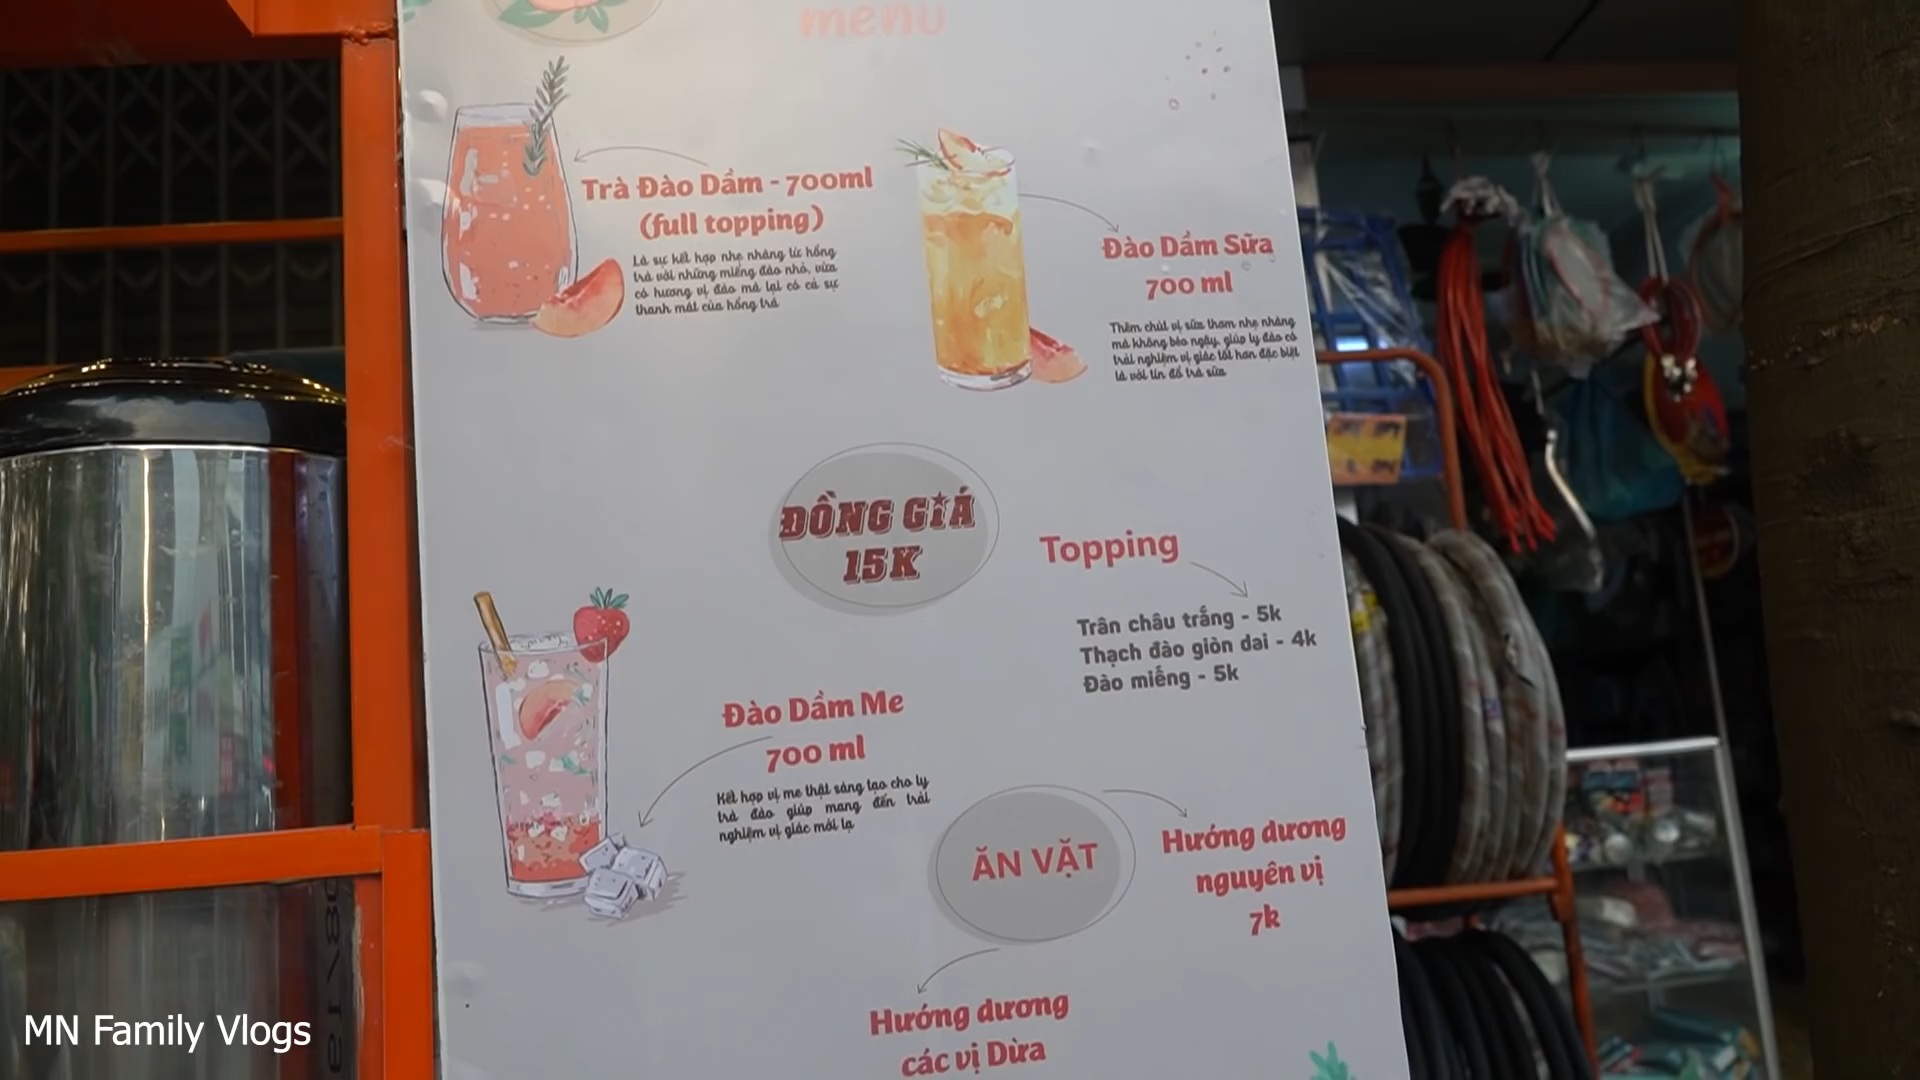 menu
Trà Đào Dầm - 700ml
(full topping)
Là sự kết hợp nhẹ nhàng từ hồng
trà với những miếng đào nhỏ, vừa
có hương vị đào mà lại có cả sự
thanh mát của hồng trà
Đào Dầm Sữa
700 ml
Thêm chút vị sữa thơm nhẹ nhàng
mà không béo ngậy, giúp ly đào có
trải nghiệm vị giác tốt hơn đặc biệt
là với tín đồ trà sữa
ĐỒNG GIÁ
15K
Topping
Trân châu trắng - 5k
Thạch đào giòn dai - 4k
Đào miếng - 5k
Đào Dầm Me
700 ml
Kết hợp vị me thật sáng tạo cho ly
trà đào giúp mang đến trải
nghiệm vị giác mới lạ
ĂN VẶT
Hướng dương
nguyên vị
7k
Hướng dương
các vị Dừa
MN Family Vlogs